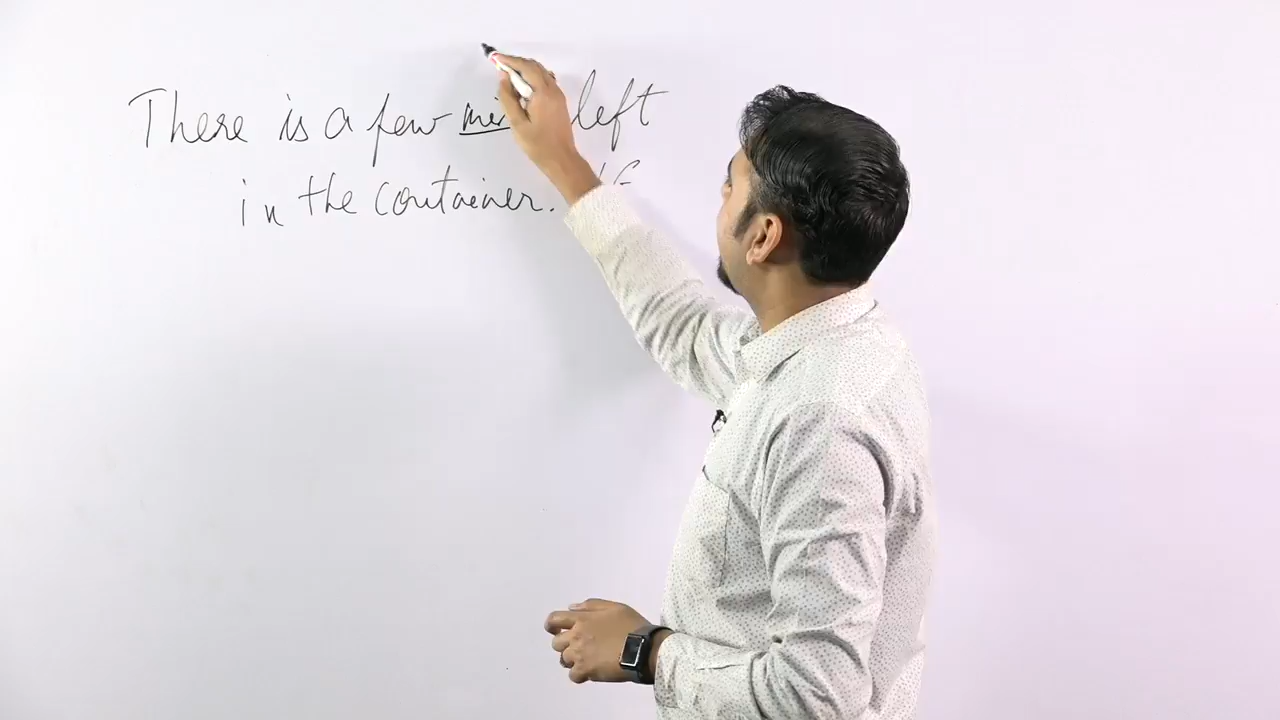 There is a few left
in the container.